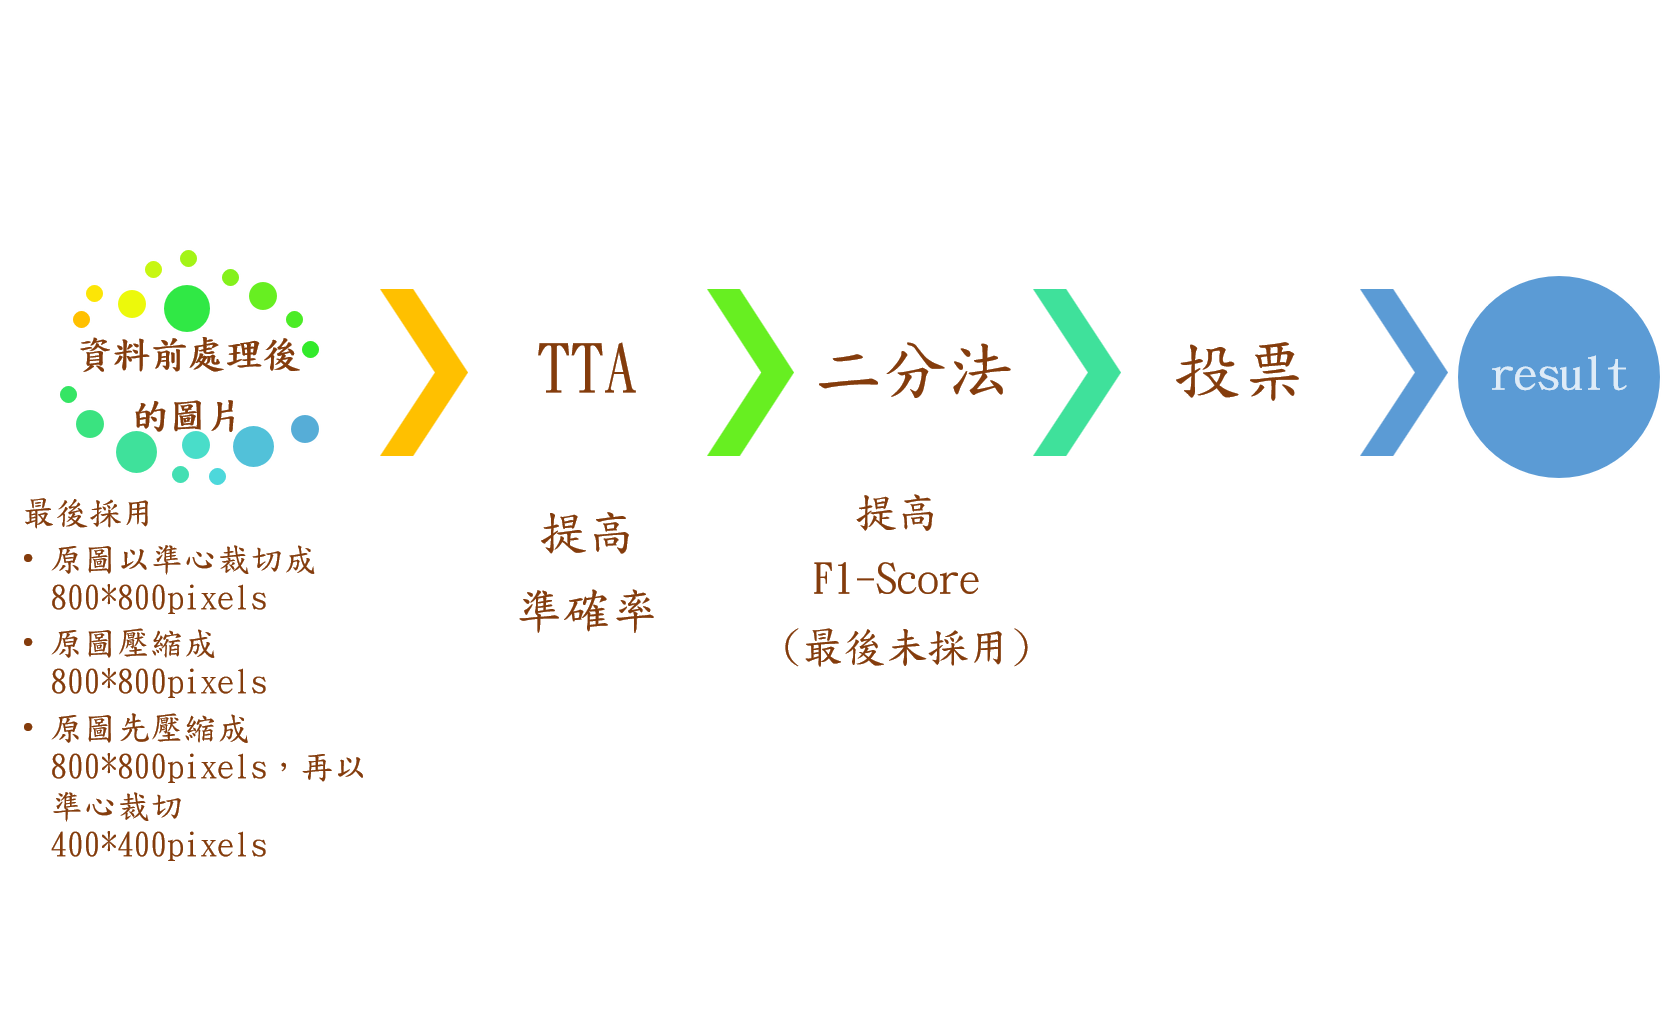 資料前處理後
的圖片
TTA
二分法
投票
result
最後採用
• 原圖以準心裁切成
800*800pixels
• 原圖壓縮成
800*800pixels
• 原圖先壓縮成
800*800pixels，再以
準心裁切
400*400pixels
提高
準確率
提高
F1-Score
(最後未採用)